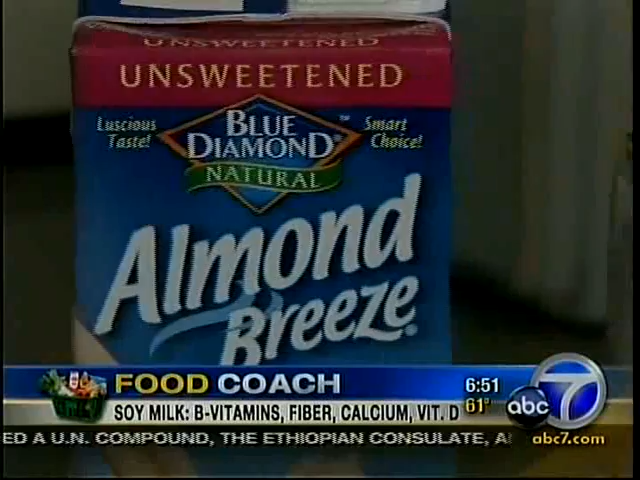 UNSWEETENED
UNSWEETENED
Luscious Taste!
BLUE DIAMOND®
NATURAL
™
Smart Choice!
Almond
Breeze®
FOOD COACH
6:51
SOY MILK: B-VITAMINS, FIBER, CALCIUM, VIT. D
61°
abc 7
ED A U.N. COMPOUND, THE ETHIOPIAN CONSULATE, A
abc7.com